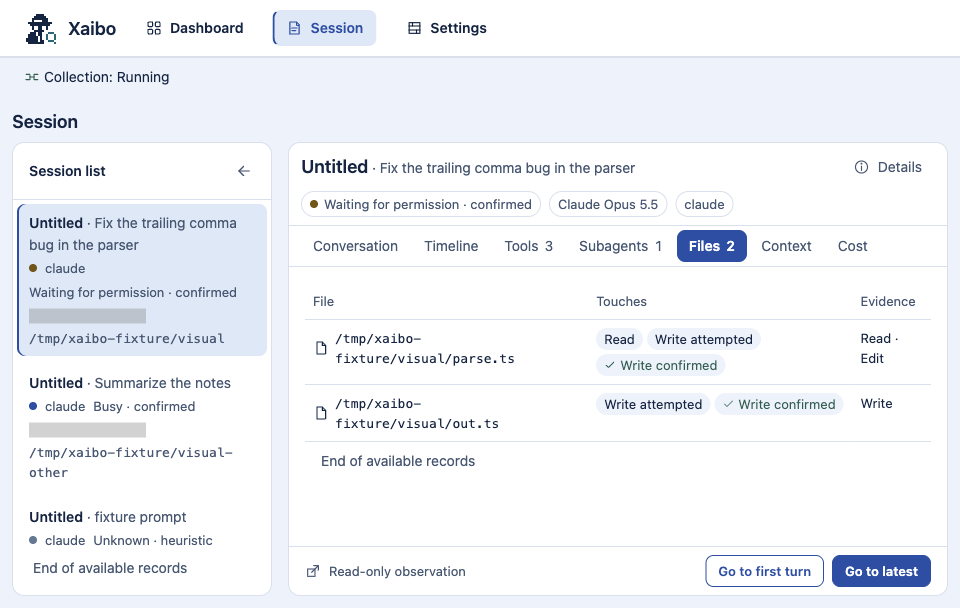 Xaibo
Dashboard
Session
Settings
Collection: Running
Session
Session list
Untitled · Fix the trailing comma
bug in the parser
claude
Waiting for permission · confirmed
/tmp/xaibo-fixture/visual
Untitled · Summarize the notes
claude Busy · confirmed
/tmp/xaibo-fixture/visual-
other
Untitled · fixture prompt
claude Unknown · heuristic
End of available records
Untitled · Fix the trailing comma bug in the parser
Details
Waiting for permission · confirmed
Claude Opus 5.5
claude
Conversation
Timeline
Tools 3
Subagents 1
Files 2
Context
Cost
File
Touches
Evidence
/tmp/xaibo-
fixture/visual/parse.ts
Read
Write attempted
✓ Write confirmed
Read ·
Edit
/tmp/xaibo-
fixture/visual/out.ts
Write attempted
✓ Write confirmed
Write
End of available records
Read-only observation
Go to first turn
Go to latest